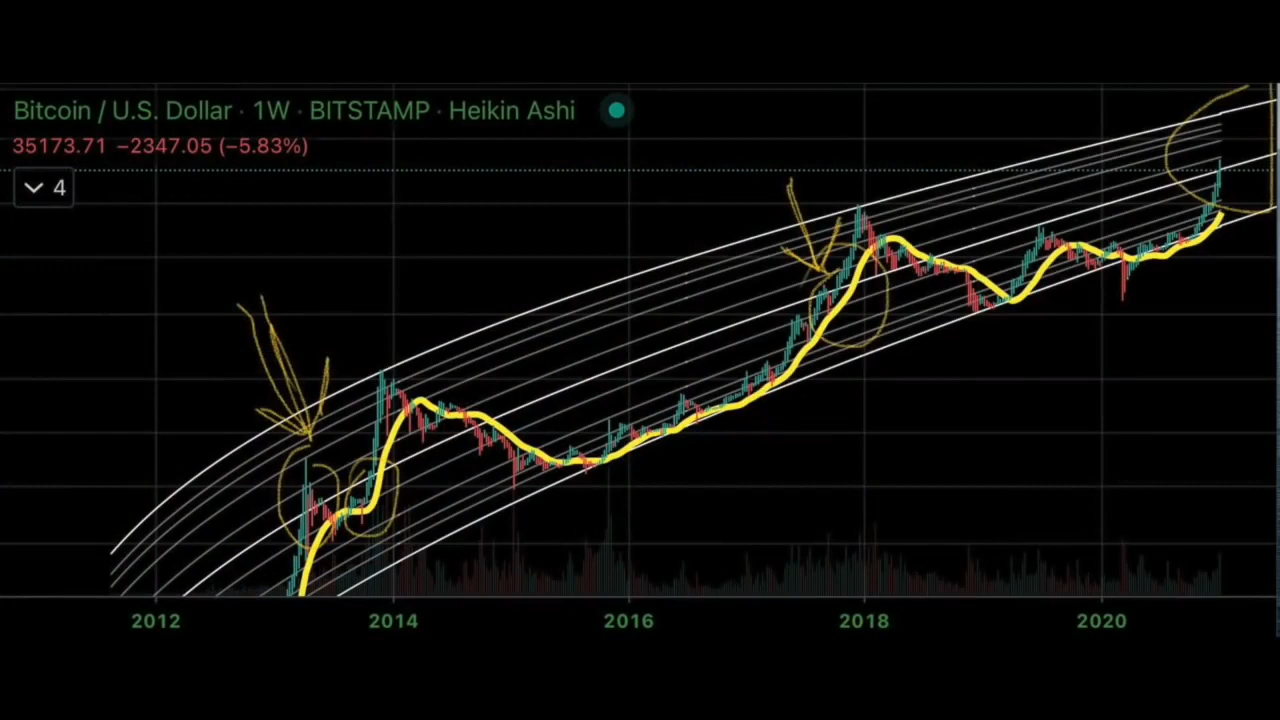 Bitcoin / U.S. Dollar · 1W · BITSTAMP · Heikin Ashi
35173.71 −2347.05 (−5.83%)
4
2012 2014 2016 2018 2020